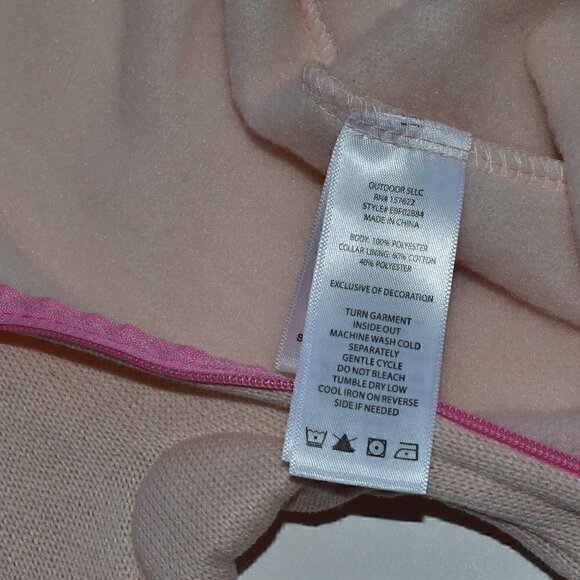 OUTDOOR 5LLC
RN# 157622
STYLE# EBF02884
MADE IN CHINA
BODY: 100% POLYESTER
COLLAR LINING: 60% COTTON
40% POLYESTER
EXCLUSIVE OF DECORATION
TURN GARMENT
INSIDE OUT
MACHINE WASH COLD
SEPARATELY
GENTLE CYCLE
DO NOT BLEACH
TUMBLE DRY LOW
COOL IRON ON REVERSE
SIDE IF NEEDED